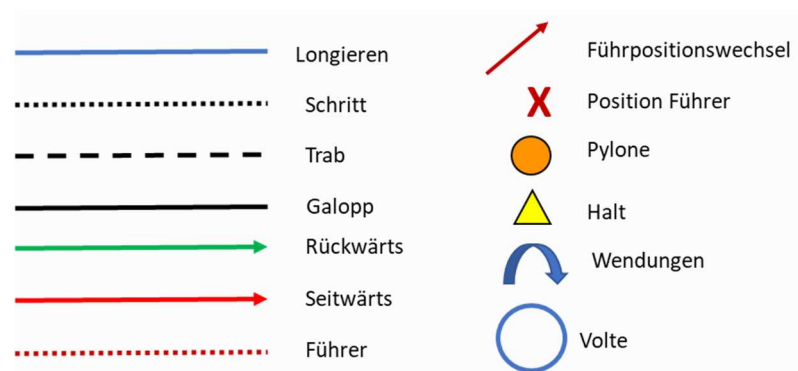 Longieren
Schritt
Trab
Galopp
Rückwärts
Seitwärts
Führer
Führpositionswechsel
X Position Führer
Pylone
Halt
Wendungen
Volte